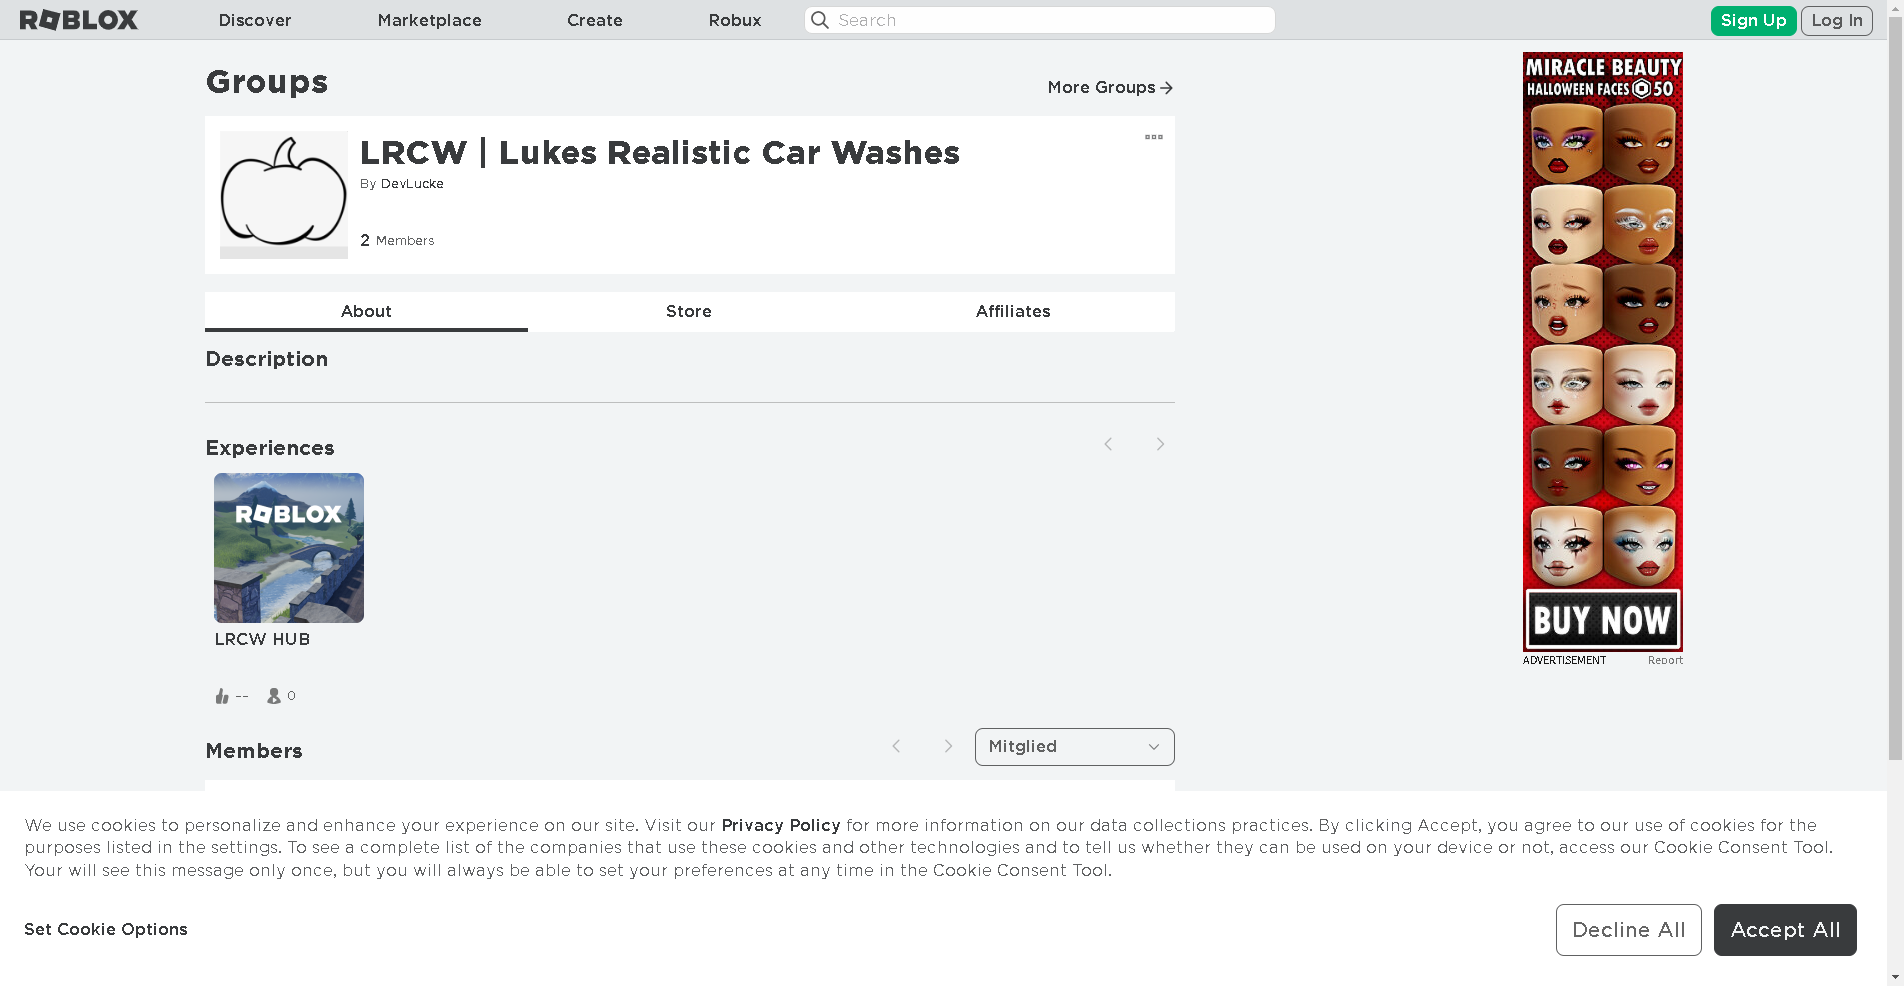 ROBLOX
Discover
Marketplace
Create
Robux
Search
Sign Up
Log In
Groups
More Groups
LRCW | Lukes Realistic Car Washes
By DevLucke
2 Members
About
Store
Affiliates
Description
Experiences
ROBLOX
LRCW HUB
--
0
Members
Mitglied
MIRACLE BEAUTY
HALLOWEEN FACES 50
BUY NOW
ADVERTISEMENT
Report
We use cookies to personalize and enhance your experience on our site. Visit our Privacy Policy for more information on our data collections practices. By clicking Accept, you agree to our use of cookies for the
purposes listed in the settings. To see a complete list of the companies that use these cookies and other technologies and to tell us whether they can be used on your device or not, access our Cookie Consent Tool.
Your will see this message only once, but you will always be able to set your preferences at any time in the Cookie Consent Tool.
Set Cookie Options
Decline All
Accept All